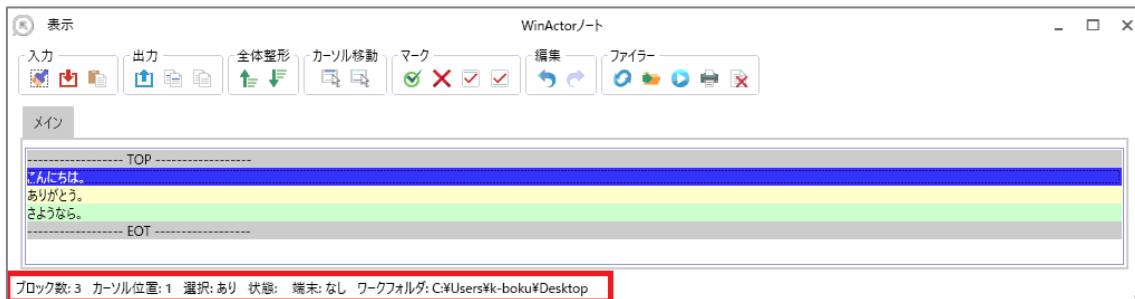 表示 WinActorノート
入力 出力 全体整形 カーソル移動 マーク 編集 ファイラー
メイン
------------------ TOP ------------------
こんにちは。
ありがとう。
さようなら。
------------------ EOT ------------------
ブロック数: 3 カーソル位置: 1 選択: あり 状態: 端末: なし ワークフォルダ: C:¥Users¥k-boku¥Desktop